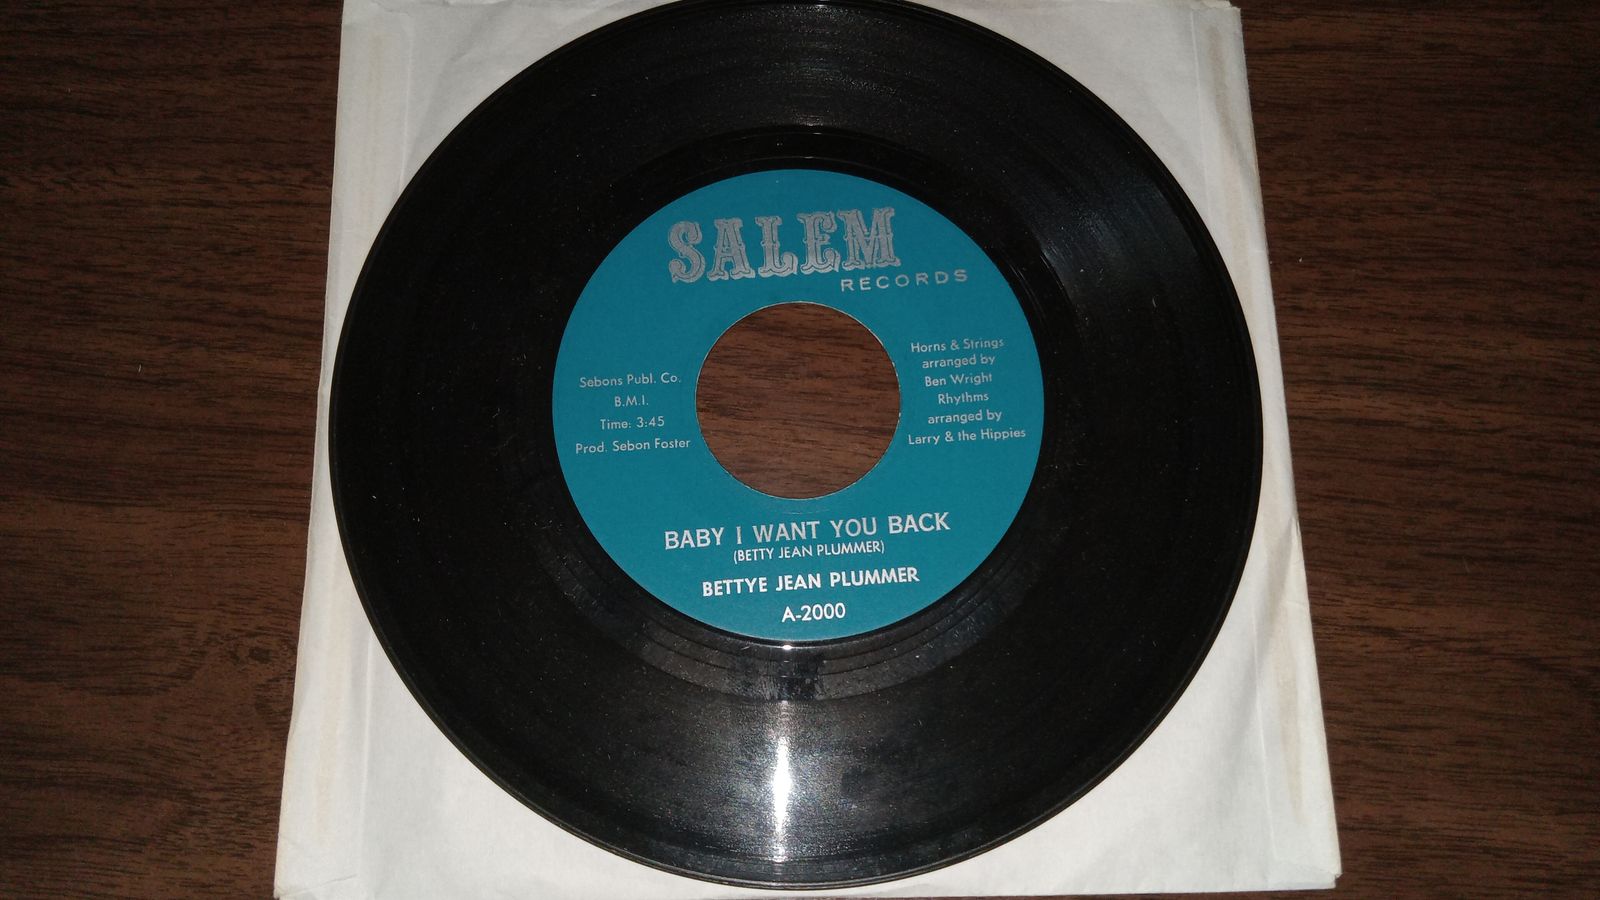 SALEM
RECORDS
Sebons Publ. Co.
B.M.I.
Time: 3:45
Prod. Sebon Foster
Horns & Strings
arranged by
Ben Wright
Rhythms
arranged by
Larry & the Hippies
BABY I WANT YOU BACK
(BETTY JEAN PLUMMER)
BETTYE JEAN PLUMMER
A-2000